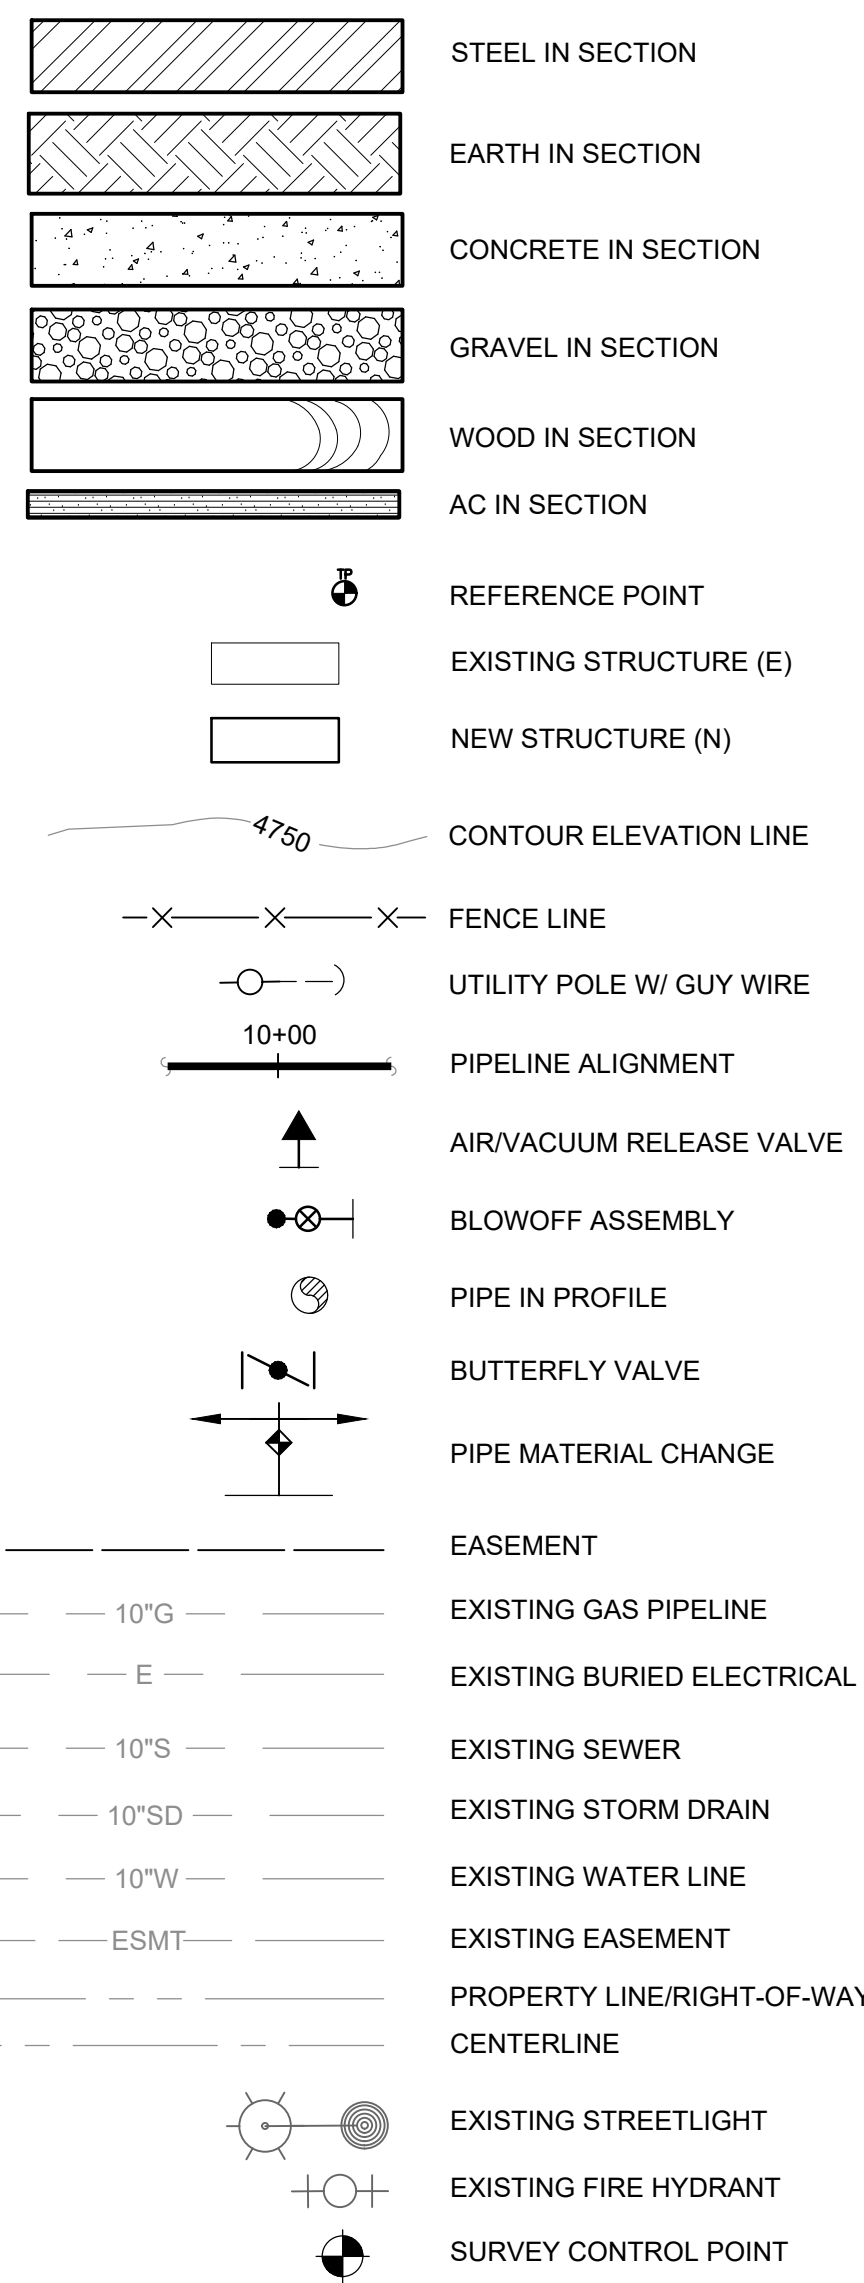 STEEL IN SECTION
EARTH IN SECTION
CONCRETE IN SECTION
GRAVEL IN SECTION
WOOD IN SECTION
AC IN SECTION
TP
REFERENCE POINT
EXISTING STRUCTURE (E)
NEW STRUCTURE (N)
4750
CONTOUR ELEVATION LINE
FENCE LINE
UTILITY POLE W/ GUY WIRE
10+00
PIPELINE ALIGNMENT
AIR/VACUUM RELEASE VALVE
BLOWOFF ASSEMBLY
PIPE IN PROFILE
BUTTERFLY VALVE
PIPE MATERIAL CHANGE
EASEMENT
10"G EXISTING GAS PIPELINE
E EXISTING BURIED ELECTRICAL
10"S EXISTING SEWER
10"SD EXISTING STORM DRAIN
10"W EXISTING WATER LINE
ESMT EXISTING EASEMENT
PROPERTY LINE/RIGHT-OF-WAY
CENTERLINE
EXISTING STREETLIGHT
EXISTING FIRE HYDRANT
SURVEY CONTROL POINT